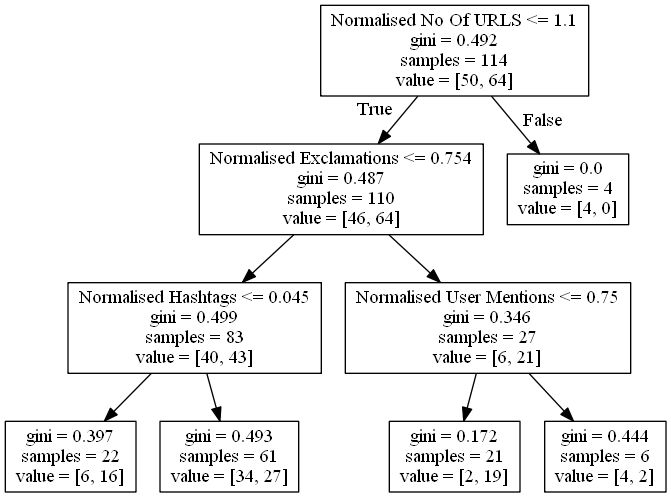 Normalised No Of URLS <= 1.1
gini = 0.492
samples = 114
value = [50, 64]
True
False
Normalised Exclamations <= 0.754
gini = 0.487
samples = 110
value = [46, 64]
gini = 0.0
samples = 4
value = [4, 0]
Normalised Hashtags <= 0.045
gini = 0.499
samples = 83
value = [40, 43]
Normalised User Mentions <= 0.75
gini = 0.346
samples = 27
value = [6, 21]
gini = 0.397
samples = 22
value = [6, 16]
gini = 0.493
samples = 61
value = [34, 27]
gini = 0.172
samples = 21
value = [2, 19]
gini = 0.444
samples = 6
value = [4, 2]